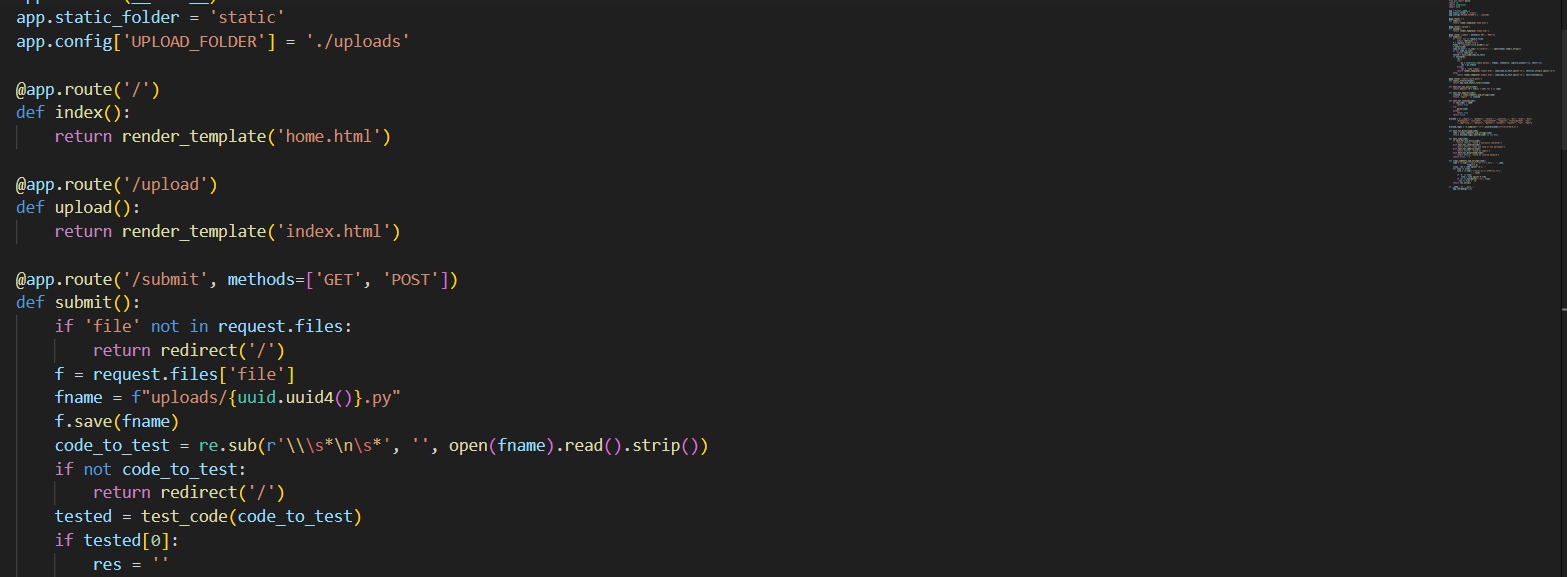 app.static_folder = 'static'
app.config['UPLOAD_FOLDER'] = './uploads'
@app.route('/')
def index():
    return render_template('home.html')
@app.route('/upload')
def upload():
    return render_template('index.html')
@app.route('/submit', methods=['GET', 'POST'])
def submit():
    if 'file' not in request.files:
        return redirect('/')
    f = request.files['file']
    fname = f"uploads/{uuid.uuid4()}.py"
    f.save(fname)
    code_to_test = re.sub(r'\\\s*\n\s*', '', open(fname).read().strip())
    if not code_to_test:
        return redirect('/')
    tested = test_code(code_to_test)
    if tested[0]:
        res = ''